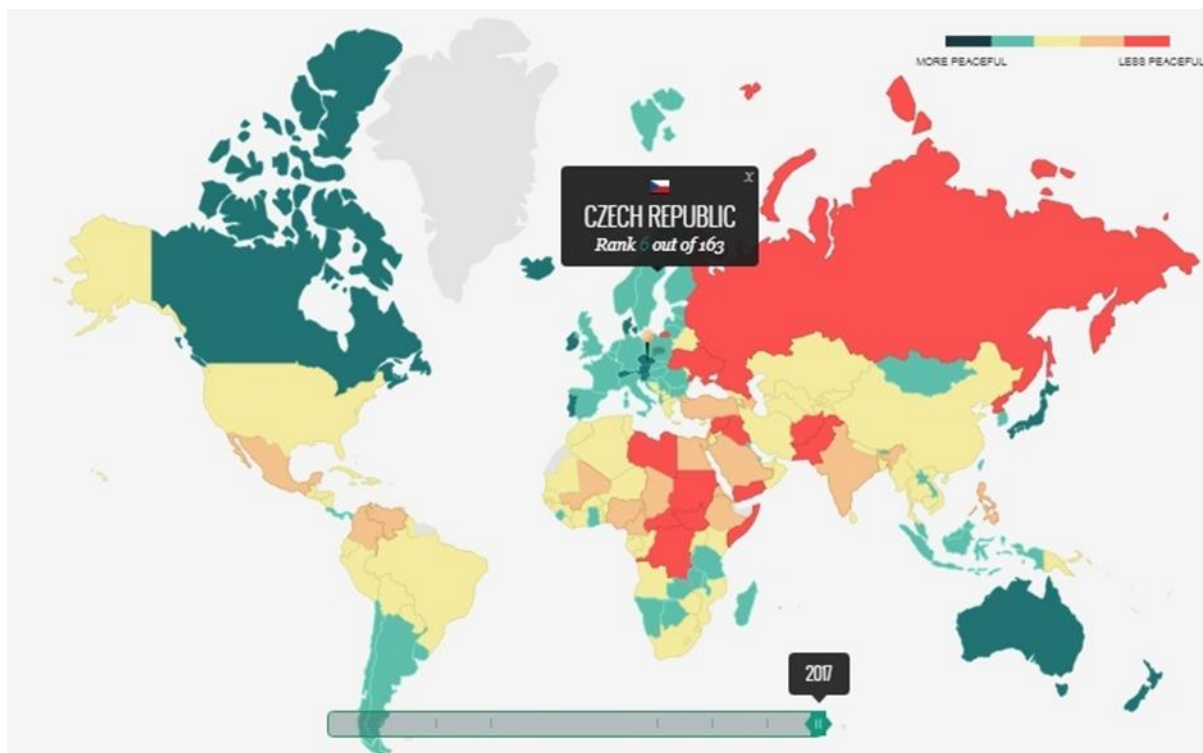 MORE PEACEFUL LESS PEACEFUL
x
CZECH REPUBLIC
Rank 6 out of 163
2017